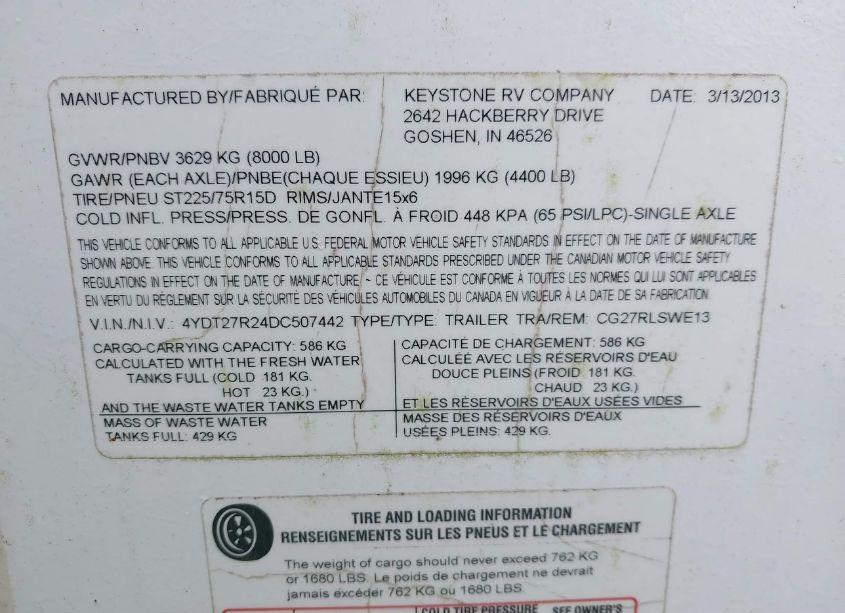 MANUFACTURED BY/FABRIQUÉ PAR: KEYSTONE RV COMPANY DATE: 3/13/2013
2642 HACKBERRY DRIVE
GOSHEN, IN 46526
GVWR/PNBV 3629 KG (8000 LB)
GAWR (EACH AXLE)/PNBE(CHAQUE ESSIEU) 1996 KG (4400 LB)
TIRE/PNEU ST225/75R15D RIMS/JANTE15x6
COLD INFL. PRESS/PRESS. DE GONFL. À FROID 448 KPA (65 PSI/LPC)-SINGLE AXLE
THIS VEHICLE CONFORMS TO ALL APPLICABLE U.S. FEDERAL MOTOR VEHICLE SAFETY STANDARDS IN EFFECT ON THE DATE OF MANUFACTURE
SHOWN ABOVE. THIS VEHICLE CONFORMS TO ALL APPLICABLE STANDARDS PRESCRIBED UNDER THE CANADIAN MOTOR VEHICLE SAFETY
REGULATIONS IN EFFECT ON THE DATE OF MANUFACTURE. ~ CE VÉHICULE EST CONFORME À TOUTES LES NORMES QUI LUI SONT APPLICABLES
EN VERTU DU RÉGLEMENT SUR LA SÉCURITÉ DES VÉHICULES AUTOMOBILES DU CANADA EN VIGUEUR À LA DATE DE SA FABRICATION.
V.I.N./N.I.V.: 4YDT27R24DC507442 TYPE/TYPE: TRAILER TRA/REM: CG27RLSWE13
CARGO-CARRYING CAPACITY: 586 KG
CALCULATED WITH THE FRESH WATER
TANKS FULL (COLD 181 KG.
HOT 23 KG.)
AND THE WASTE WATER TANKS EMPTY
MASS OF WASTE WATER
TANKS FULL: 429 KG
CAPACITÉ DE CHARGEMENT: 586 KG
CALCULÉE AVEC LES RÉSERVOIRS D'EAU
DOUCE PLEINS (FROID 181 KG.
CHAUD 23 KG.)
ET LES RÉSERVOIRS D'EAUX USÉES VIDES
MASSE DES RÉSERVOIRS D'EAUX
USÉES PLEINS: 429 KG.
TIRE AND LOADING INFORMATION
RENSEIGNEMENTS SUR LES PNEUS ET LE CHARGEMENT
The weight of cargo should never exceed 762 KG
or 1680 LBS. Le poids de chargement ne devrait
jamais excéder 762 KG ou 1680 LBS.
COLD TIRE PRESSURE SEE OWNER'S